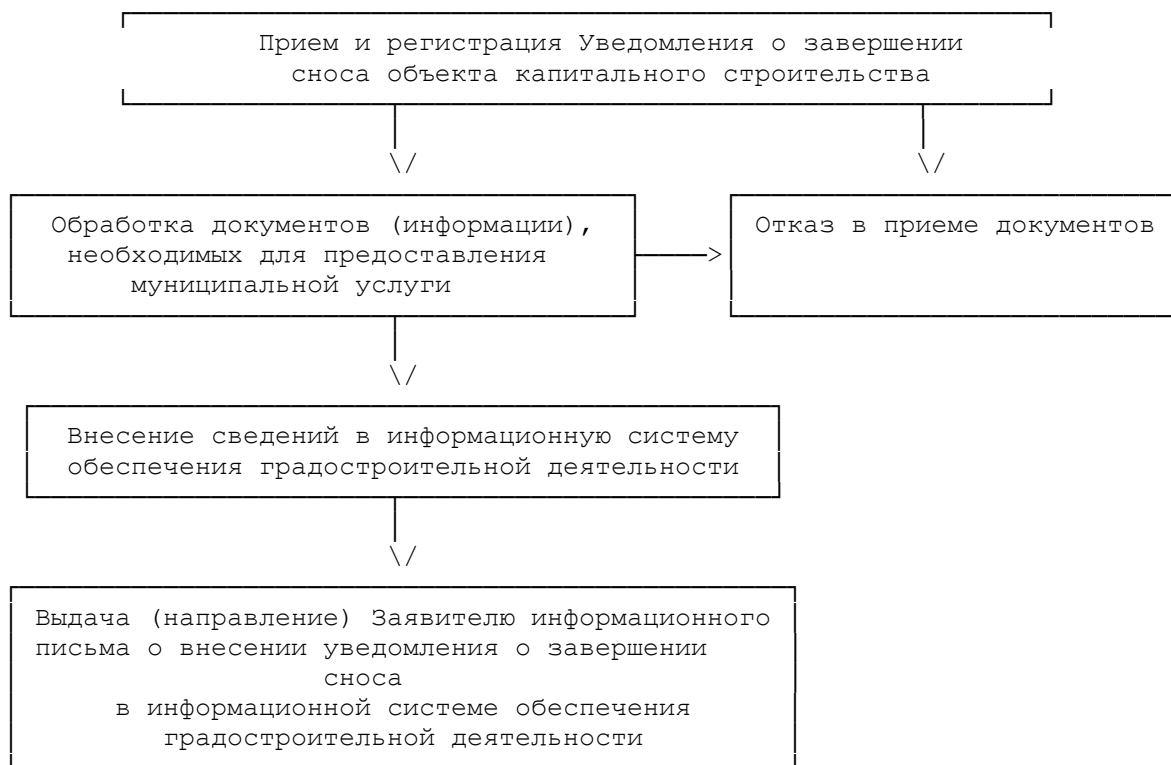 Прием и регистрация Уведомления о завершении
сноса объекта капитального строительства
Обработка документов (информации),
необходимых для предоставления
муниципальной услуги
Отказ в приеме документов
Внесение сведений в информационную систему
обеспечения градостроительной деятельности
Выдача (направление) Заявителю информационного
письма о внесении уведомления о завершении
сноса
в информационной системе обеспечения
градостроительной деятельности